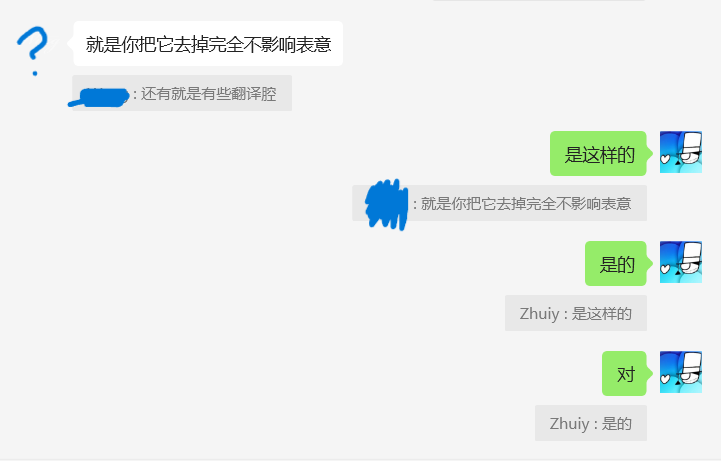 ?
就是你把它去掉完全不影响表意
: 还有就是有些翻译腔
是这样的
: 就是你把它去掉完全不影响表意
是的
Zhuiy : 是这样的
对
Zhuiy : 是的